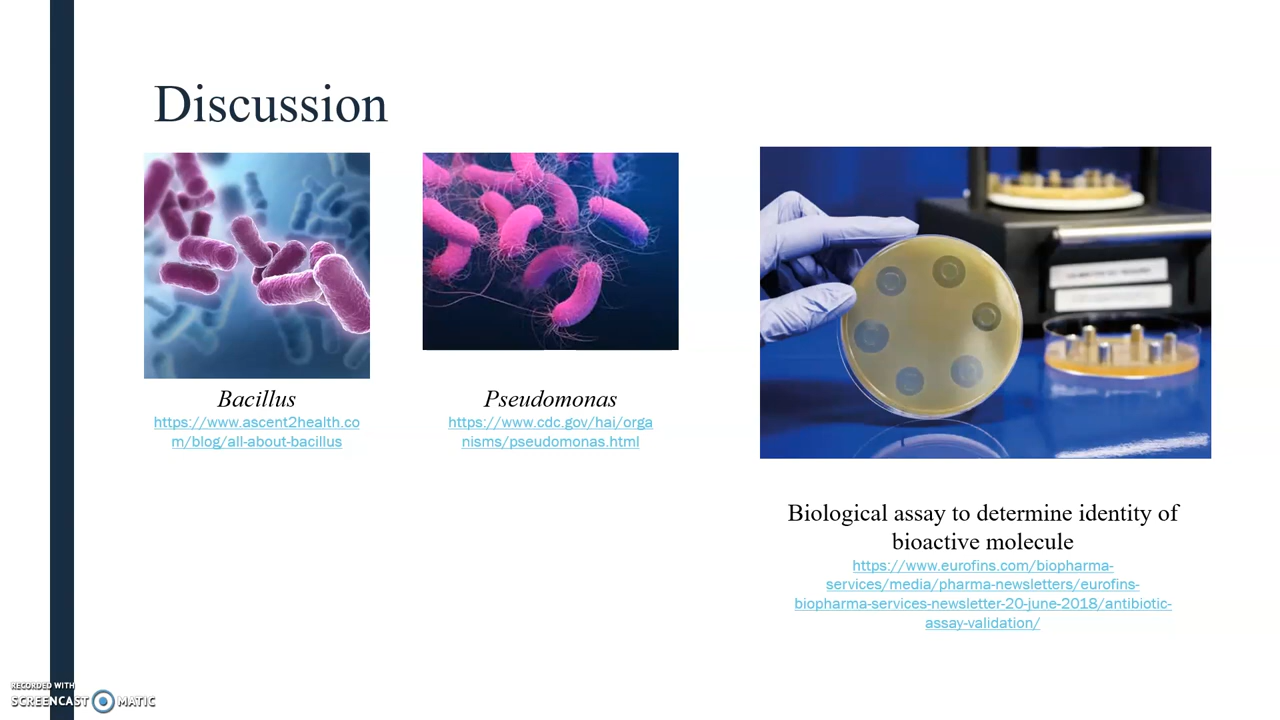 Discussion
Bacillus
https://www.ascent2health.co
m/blog/all-about-bacillus
Pseudomonas
https://www.cdc.gov/hai/orga
nisms/pseudomonas.html
Biological assay to determine identity of
bioactive molecule
https://www.eurofins.com/biopharma-
services/media/pharma-newsletters/eurofins-
biopharma-services-newsletter-20-june-2018/antibiotic-
assay-validation/
RECORDED WITH
SCREENCAST MATIC